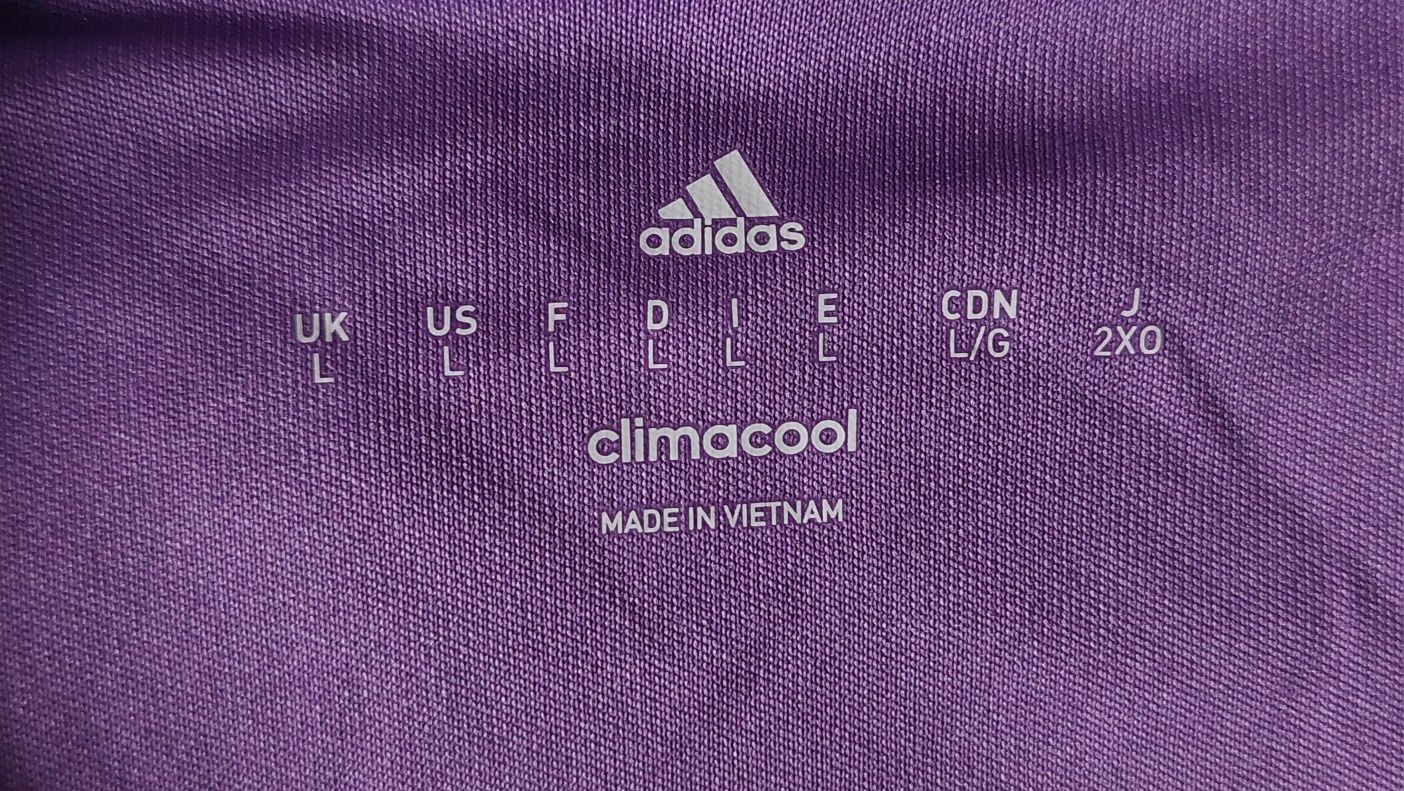 adidas
UK US F D I E CDN J
L L L L L L L/G 2XO
climacool
MADE IN VIETNAM